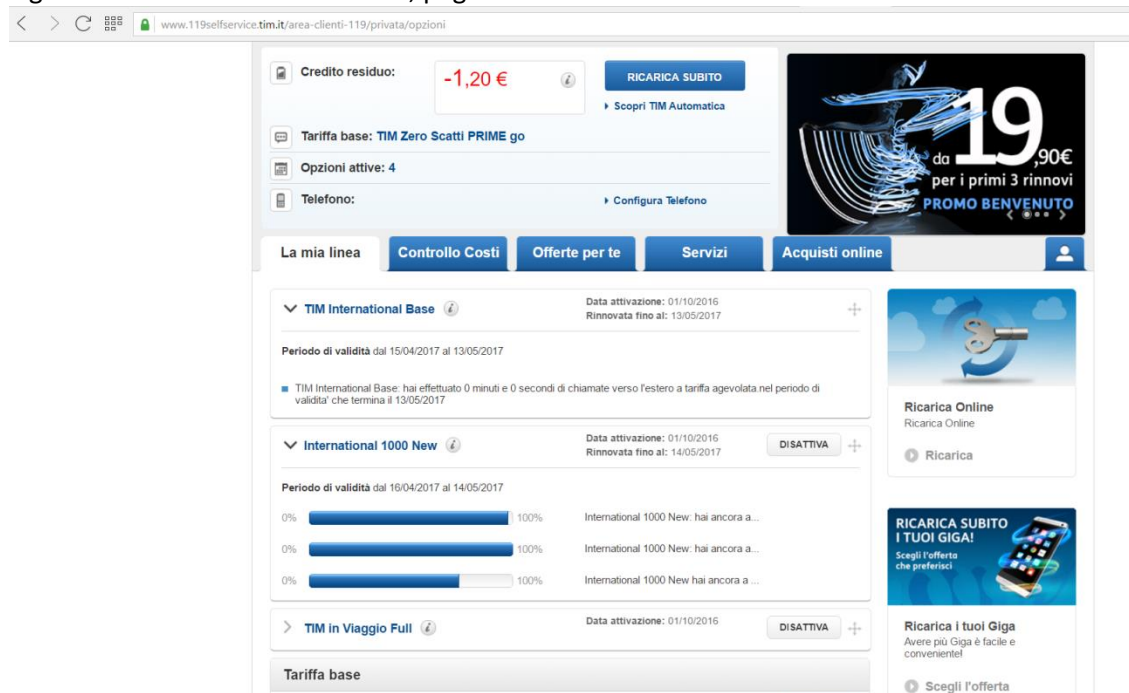 www.119selfservice.tim.it/area-clienti-119/privata/opzioni
Credito residuo:
-1,20 €
i
RICARICA SUBITO
Scopri TIM Automatica
Tariffa base: TIM Zero Scatti PRIME go
Opzioni attive: 4
Telefono:
Configura Telefono
da 19,90€
per i primi 3 rinnovi
PROMO BENVENUTO
La mia linea
Controllo Costi
Offerte per te
Servizi
Acquisti online
TIM International Base i
Data attivazione: 01/10/2016
Rinnovata fino al: 13/05/2017
Periodo di validità dal 15/04/2017 al 13/05/2017
TIM International Base: hai effettuato 0 minuti e 0 secondi di chiamate verso l'estero a tariffa agevolata nel periodo di
validita' che termina il 13/05/2017
International 1000 New i
Data attivazione: 01/10/2016
Rinnovata fino al: 14/05/2017
DISATTIVA
Periodo di validità dal 16/04/2017 al 14/05/2017
0% 100% International 1000 New: hai ancora a...
0% 100% International 1000 New: hai ancora a...
0% 100% International 1000 New hai ancora a ...
TIM in Viaggio Full i
Data attivazione: 01/10/2016
DISATTIVA
Tariffa base
Ricarica Online
Ricarica Online
Ricarica
RICARICA SUBITO
I TUOI GIGA!
Scegli l'offerta
che preferisci
Ricarica i tuoi Giga
Avere più Giga è facile e
conveniente!
Scegli l'offerta